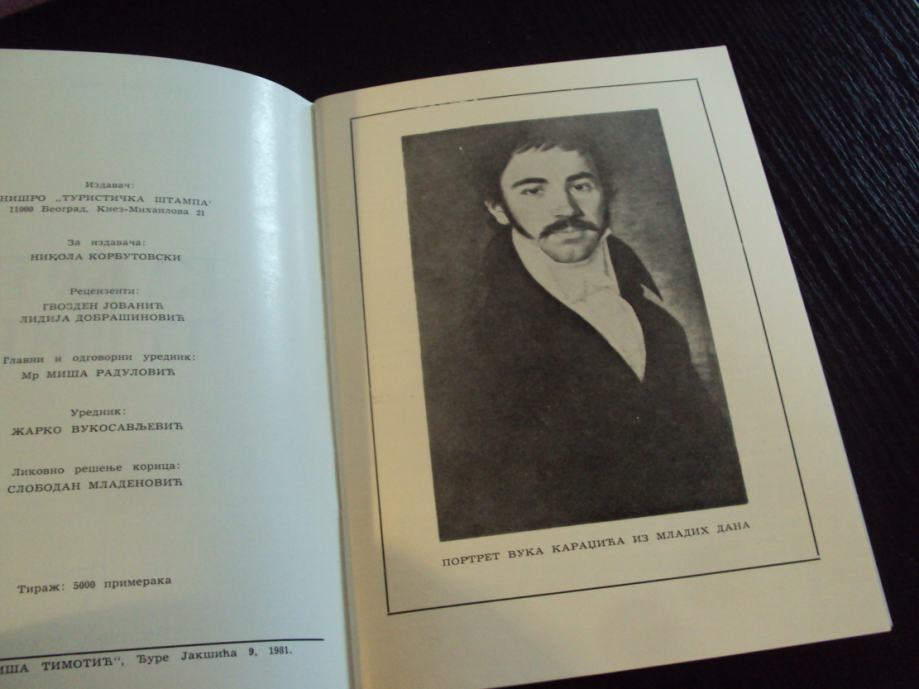 Издавач:
НИШРО „ТУРИСТИЧКА ШТАМПА“
11000 Београд, Кнез-Михаилова 21
За издавача:
НИКОЛА КОРБУТОВСКИ
Рецензенти:
ГВОЗДЕН ЈОВАНИЋ
ЛИДИЈА ДОБРАШИНОВИЋ
Главни и одговорни уредник:
Мр МИША РАДУЛОВИЋ
Уредник:
ЖАРКО ВУКОСАВЉЕВИЋ
Ликовно решење корица:
СЛОБОДАН МЛАДЕНОВИЋ
Тираж: 5000 примерака
ТИМОТИЋ“, Ђуре Јакшића 9, 1981.
ПОРТРЕТ ВУКА КАРАЏИЋА ИЗ МЛАДИХ ДАНА